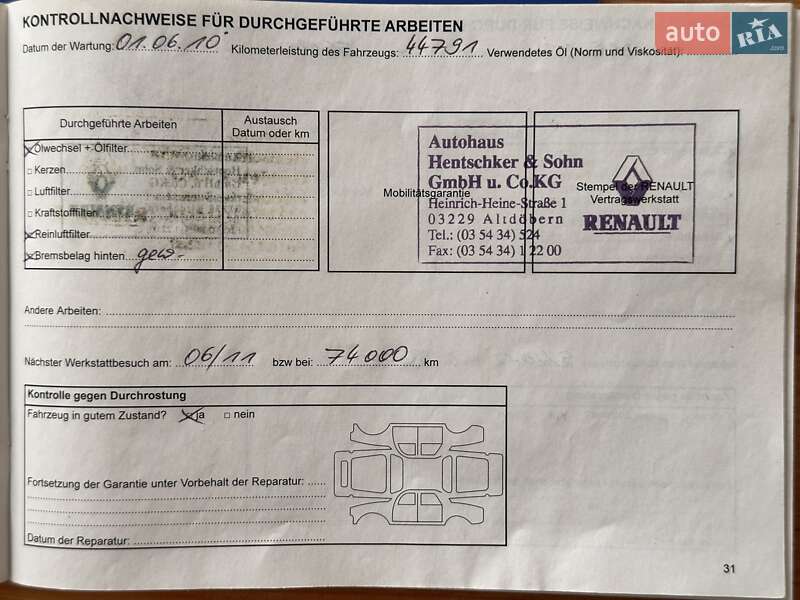 KONTROLLNACHWEISE FÜR DURCHGEFÜHRTE ARBEITEN
auto RIA .com
Datum der Wartung: 01.06.10 Kilometerleistung des Fahrzeugs: 44791 Verwendetes Öl (Norm und Viskosität):
Durchgeführte Arbeiten
Austausch
Datum oder km
Ölwechsel + Ölfilter
Kerzen
Luftfilter
Kraftstofffilter
Reinluftfilter
Bremsbelag hinten gew.
Mobilitätsgarantie
Autohaus
Hentschker & Sohn
GmbH u. Co.KG
Heinrich-Heine-Straße 1
03229 Altdöbern
Tel.: (03 54 34) 524
Fax: (03 54 34) 1 22 00
RENAULT
Stempel der RENAULT
Vertragswerkstatt
Andere Arbeiten:
Nächster Werkstattbesuch am: 06/11 bzw bei: 74000 km
Kontrolle gegen Durchrostung
Fahrzeug in gutem Zustand? ja nein
Fortsetzung der Garantie unter Vorbehalt der Reparatur:
Datum der Reparatur:
31